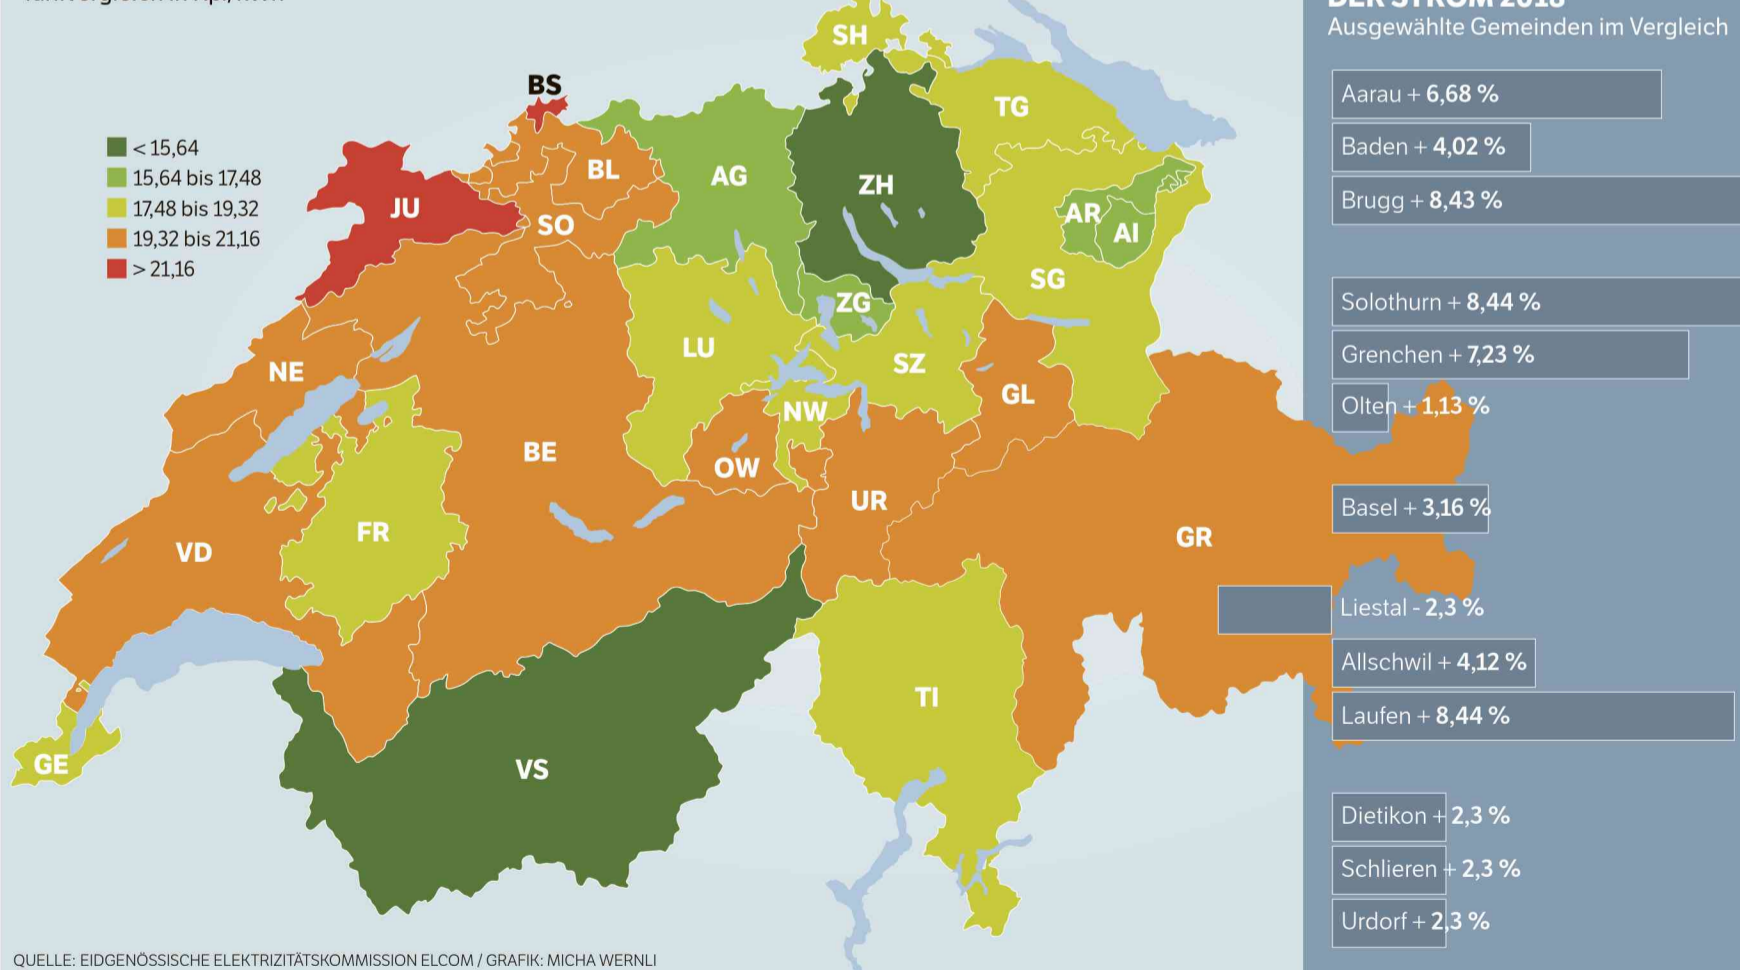 DER STROM 2018
Ausgewählte Gemeinden im Vergleich
< 15,64
15,64 bis 17,48
17,48 bis 19,32
19,32 bis 21,16
> 21,16
SH
BS
TG
BL
AG
ZH
JU
SO
AR
AI
SG
ZG
LU
SZ
NE
GL
NW
BE
OW
UR
FR
GR
VD
TI
GE
VS
Aarau + 6,68 %
Baden + 4,02 %
Brugg + 8,43 %
Solothurn + 8,44 %
Grenchen + 7,23 %
Olten + 1,13 %
Basel + 3,16 %
Liestal - 2,3 %
Allschwil + 4,12 %
Laufen + 8,44 %
Dietikon + 2,3 %
Schlieren + 2,3 %
Urdorf + 2,3 %
QUELLE: EIDGENÖSSISCHE ELEKTRIZITÄTSKOMMISSION ELCOM / GRAFIK: MICHA WERNLI